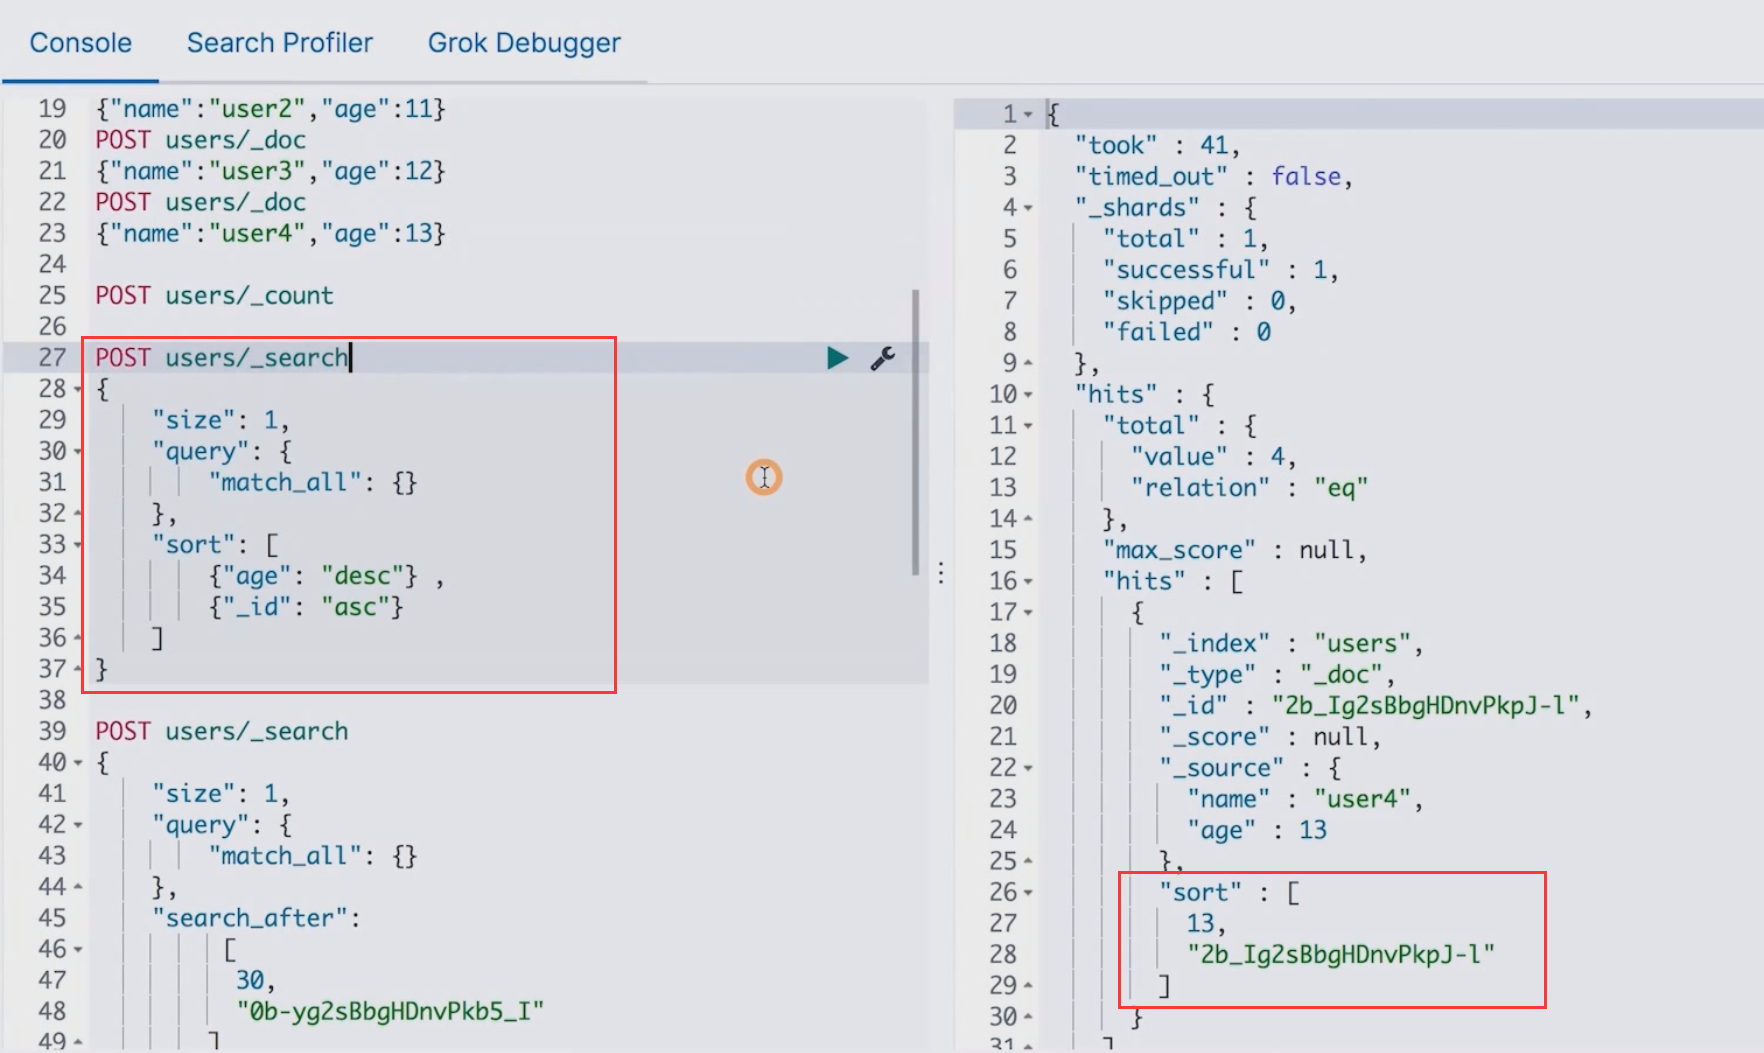 Console Search Profiler Grok Debugger
19 {"name":"user2","age":11}
20 POST users/_doc
21 {"name":"user3","age":12}
22 POST users/_doc
23 {"name":"user4","age":13}
24
25 POST users/_count
26
27 POST users/_search
28 {
29 "size": 1,
30 "query": {
31 "match_all": {}
32 },
33 "sort": [
34 {"age": "desc"} ,
35 {"_id": "asc"}
36 ]
37 }
38
39 POST users/_search
40 {
41 "size": 1,
42 "query": {
43 "match_all": {}
44 },
45 "search_after":
46 [
47 30,
48 "0b-yg2sBbgHDnvPkb5_I"
49 ]
1 {
2 "took" : 41,
3 "timed_out" : false,
4 "_shards" : {
5 "total" : 1,
6 "successful" : 1,
7 "skipped" : 0,
8 "failed" : 0
9 },
10 "hits" : {
11 "total" : {
12 "value" : 4,
13 "relation" : "eq"
14 },
15 "max_score" : null,
16 "hits" : [
17 {
18 "_index" : "users",
19 "_type" : "_doc",
20 "_id" : "2b_Ig2sBbgHDnvPkpJ-l",
21 "_score" : null,
22 "_source" : {
23 "name" : "user4",
24 "age" : 13
25 },
26 "sort" : [
27 13,
28 "2b_Ig2sBbgHDnvPkpJ-l"
29 ]
30 }
31 ]